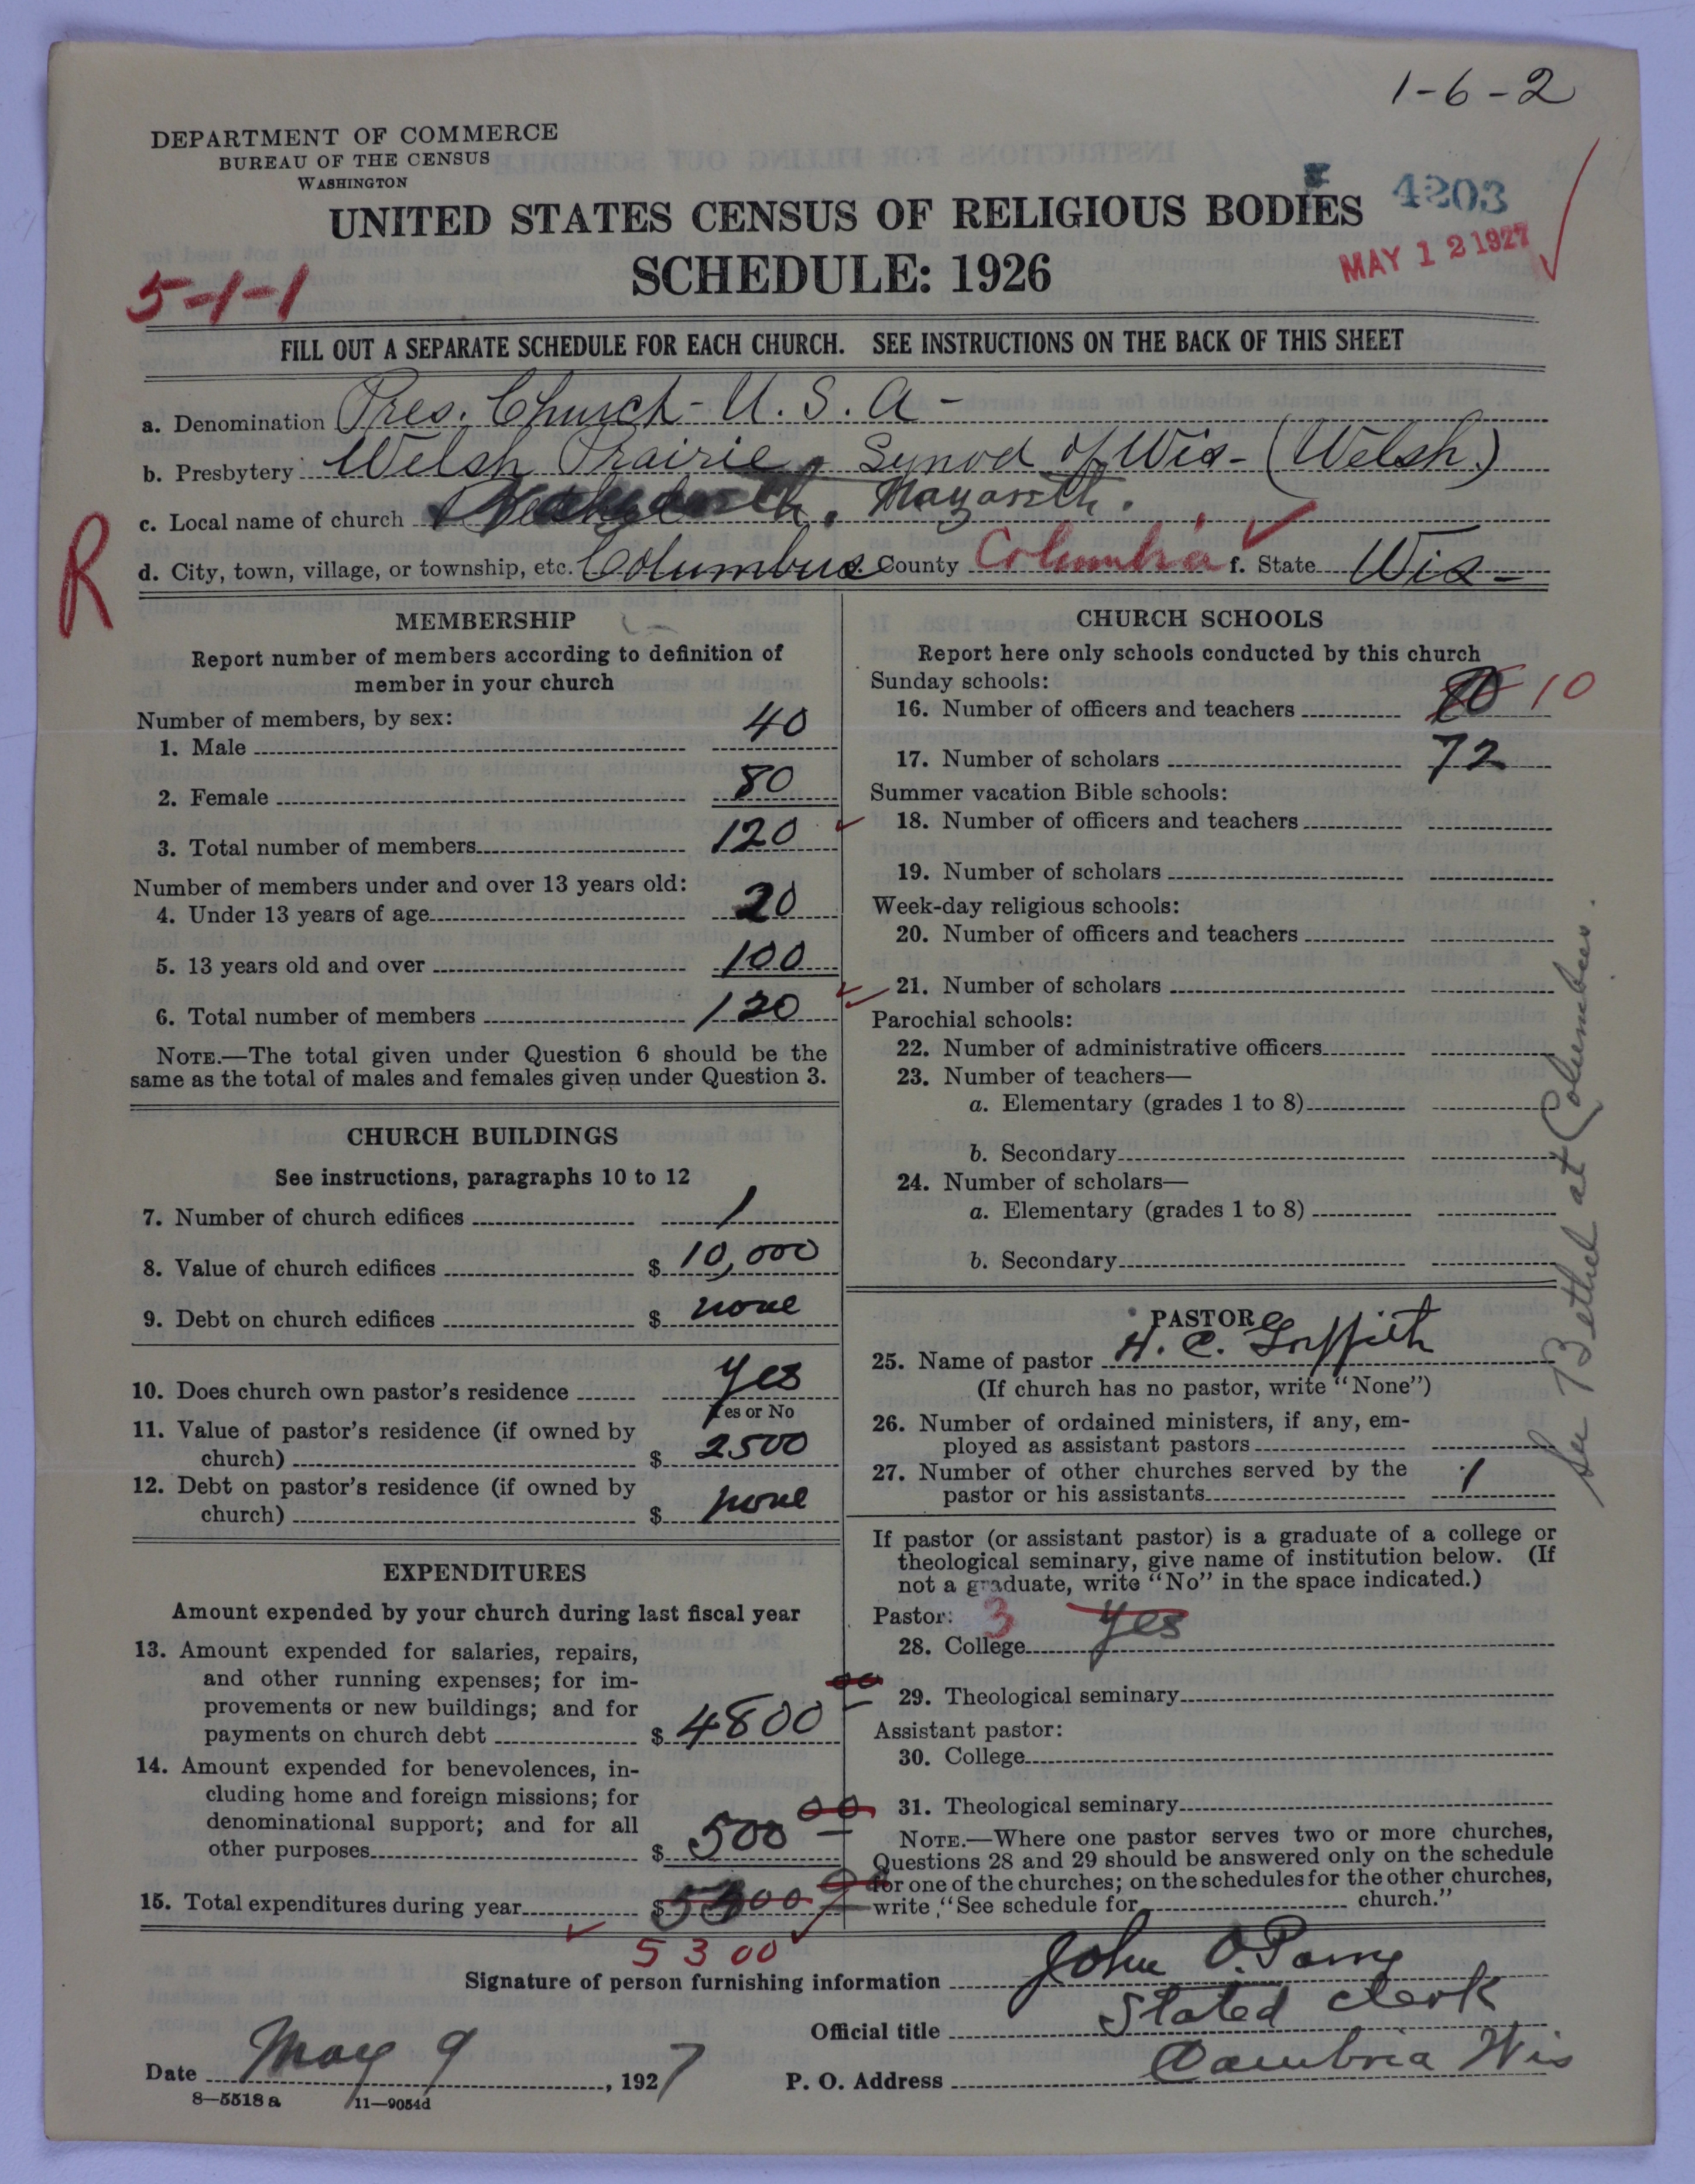 1-6-2
DEPARTMENT OF COMMERCE
BUREAU OF THE CENSUS
WASHINGTON
UNITED STATES CENSUS OF RELIGIOUS BODIES
4203
MAY 12 1927
SCHEDULE: 1926
5-1-1
FILL OUT A SEPARATE SCHEDULE FOR EACH CHURCH. SEE INSTRUCTIONS ON THE BACK OF THIS SHEET
a. Denomination Pres. Church - U. S. A -
b. Presbytery Welsh Prairie, Synod of Wis - (Welsh)
c. Local name of church Nazareth.
R
d. City, town, village, or township, etc. Columbus County Columbia f. State Wis-
MEMBERSHIP
Report number of members according to definition of
member in your church
Number of members, by sex:
1. Male 40
2. Female 80
3. Total number of members 120
Number of members under and over 13 years old:
4. Under 13 years of age 20
5. 13 years old and over 100
6. Total number of members 120
NOTE.—The total given under Question 6 should be the
same as the total of males and females given under Question 3.
CHURCH BUILDINGS
See instructions, paragraphs 10 to 12
7. Number of church edifices 1
8. Value of church edifices $ 10,000
9. Debt on church edifices $ none
10. Does church own pastor's residence yes
Yes or No
11. Value of pastor's residence (if owned by
church) $ 2500
12. Debt on pastor's residence (if owned by
church) $ none
EXPENDITURES
Amount expended by your church during last fiscal year
13. Amount expended for salaries, repairs,
and other running expenses; for im-
provements or new buildings; and for
payments on church debt $ 4800 00
14. Amount expended for benevolences, in-
cluding home and foreign missions; for
denominational support; and for all
other purposes $ 500 00
15. Total expenditures during year $
5300
CHURCH SCHOOLS
Report here only schools conducted by this church
Sunday schools:
16. Number of officers and teachers 10
17. Number of scholars 72
Summer vacation Bible schools:
18. Number of officers and teachers
19. Number of scholars
Week-day religious schools:
20. Number of officers and teachers
21. Number of scholars
Parochial schools:
22. Number of administrative officers
23. Number of teachers—
a. Elementary (grades 1 to 8)
b. Secondary
24. Number of scholars—
a. Elementary (grades 1 to 8)
b. Secondary
PASTOR
25. Name of pastor H. C. Griffith
(If church has no pastor, write "None")
26. Number of ordained ministers, if any, em-
ployed as assistant pastors
27. Number of other churches served by the
pastor or his assistants 1
If pastor (or assistant pastor) is a graduate of a college or
theological seminary, give name of institution below. (If
not a graduate, write "No" in the space indicated.)
Pastor: 3
28. College yes
29. Theological seminary
Assistant pastor:
30. College
31. Theological seminary
NOTE.—Where one pastor serves two or more churches,
Questions 28 and 29 should be answered only on the schedule
for one of the churches; on the schedules for the other churches,
write, "See schedule for church."
See Bethel at Columbus.
Signature of person furnishing information John O. Parry
Official title Stated clerk
Date May 9, 1927 P. O. Address Cambria Wis
8—5518 a 11—9054d